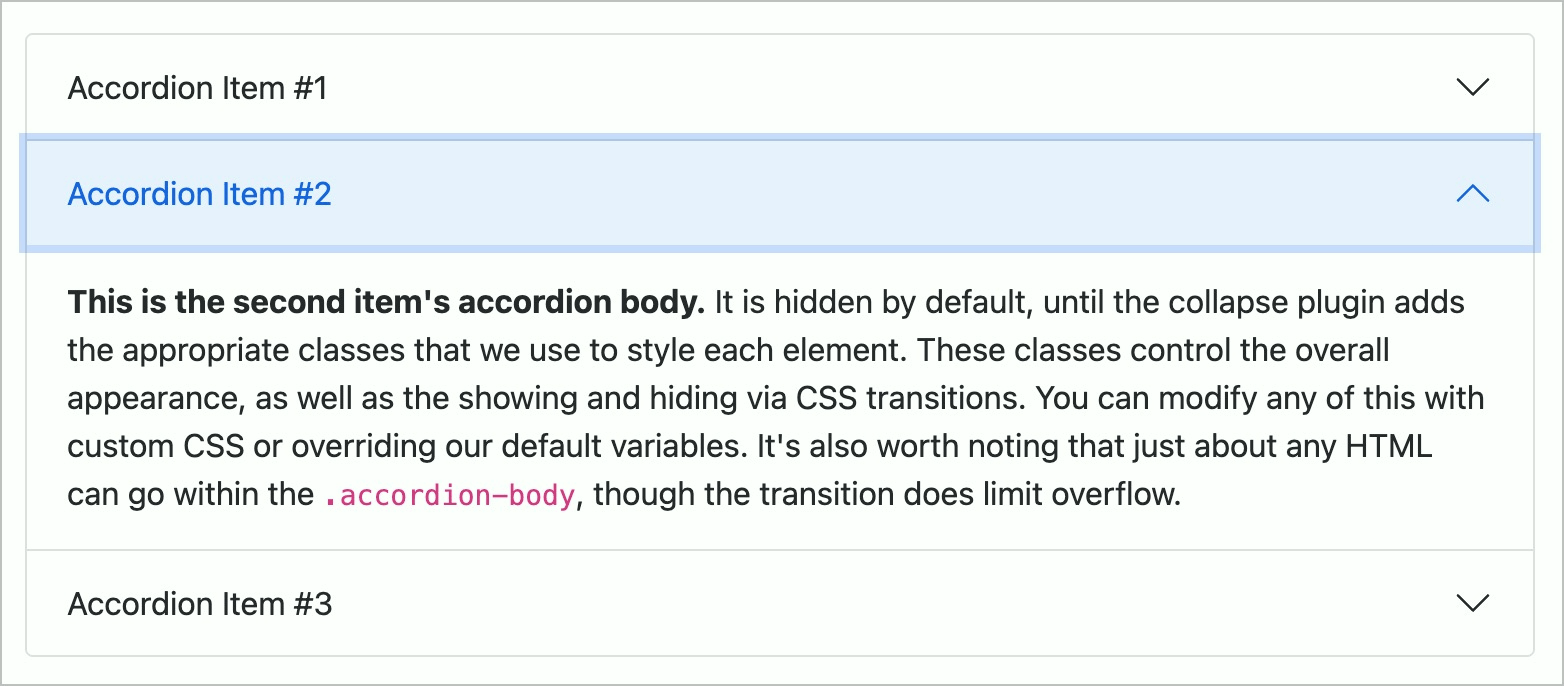 Accordion Item #1
Accordion Item #2
This is the second item's accordion body. It is hidden by default, until the collapse plugin adds
the appropriate classes that we use to style each element. These classes control the overall
appearance, as well as the showing and hiding via CSS transitions. You can modify any of this with
custom CSS or overriding our default variables. It's also worth noting that just about any HTML
can go within the .accordion-body, though the transition does limit overflow.
Accordion Item #3